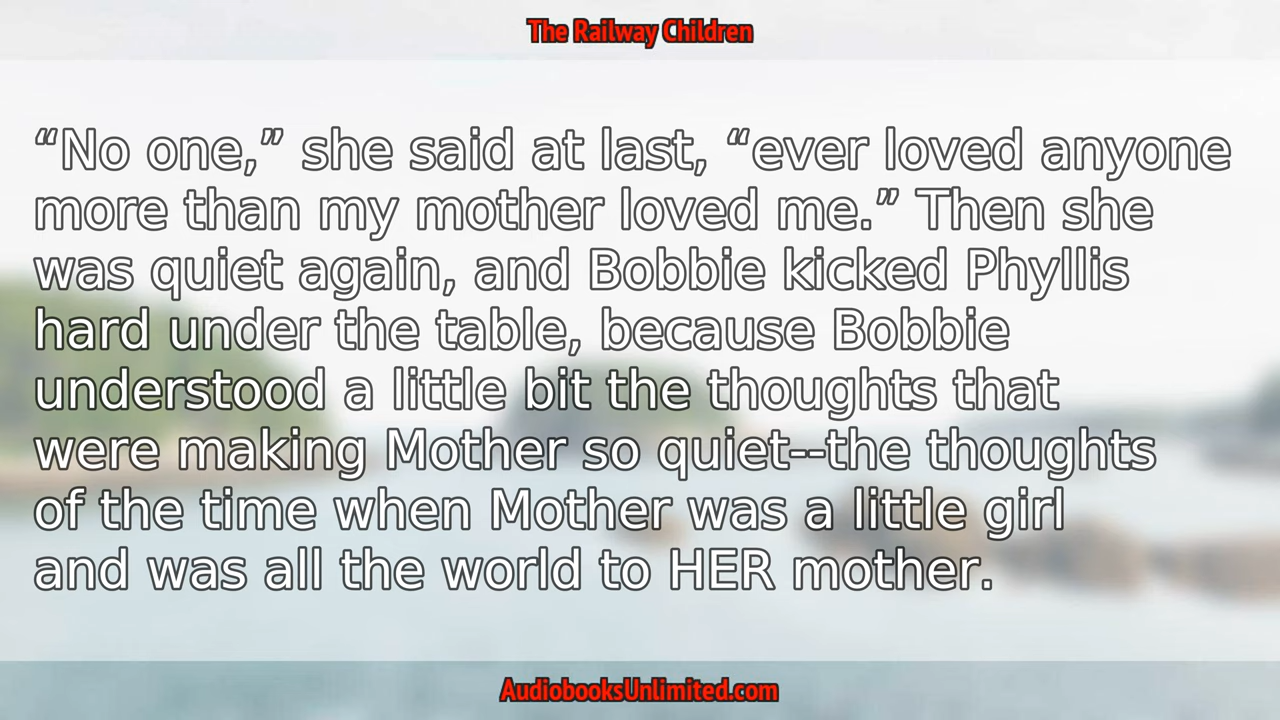 The Railway Children
“No one,” she said at last, “ever loved anyone
more than my mother loved me.” Then she
was quiet again, and Bobbie kicked Phyllis
hard under the table, because Bobbie
understood a little bit the thoughts that
were making Mother so quiet--the thoughts
of the time when Mother was a little girl
and was all the world to HER mother.
AudiobooksUnlimited.com